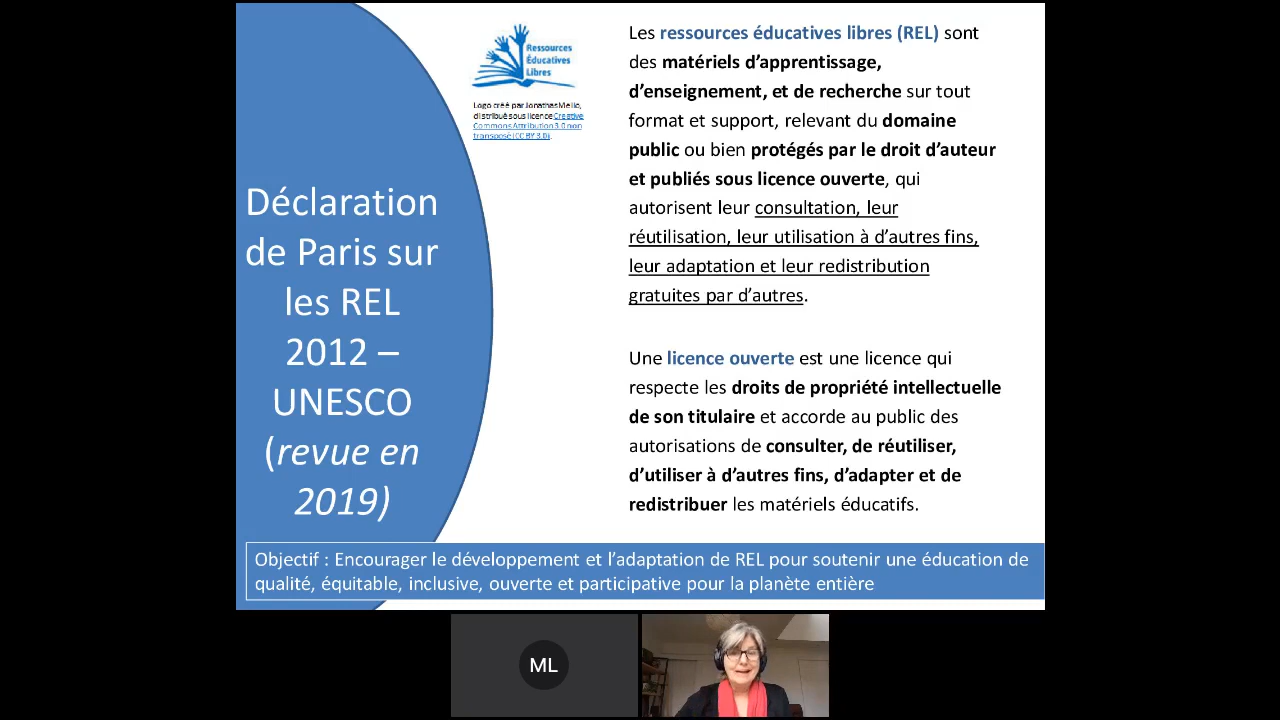 Déclaration
de Paris sur
les REL
2012 –
UNESCO
(revue en
2019)
Ressources
Éducatives
Libres
Logo créé par Jonathas Mello,
distribué sous licence Creative
Commons Attribution 3.0 non
transposé (CC BY 3.0).
Les ressources éducatives libres (REL) sont
des matériels d’apprentissage,
d’enseignement, et de recherche sur tout
format et support, relevant du domaine
public ou bien protégés par le droit d’auteur
et publiés sous licence ouverte, qui
autorisent leur consultation, leur
réutilisation, leur utilisation à d’autres fins,
leur adaptation et leur redistribution
gratuites par d’autres.
Une licence ouverte est une licence qui
respecte les droits de propriété intellectuelle
de son titulaire et accorde au public des
autorisations de consulter, de réutiliser,
d’utiliser à d’autres fins, d’adapter et de
redistribuer les matériels éducatifs.
Objectif : Encourager le développement et l’adaptation de REL pour soutenir une éducation de
qualité, équitable, inclusive, ouverte et participative pour la planète entière
ML